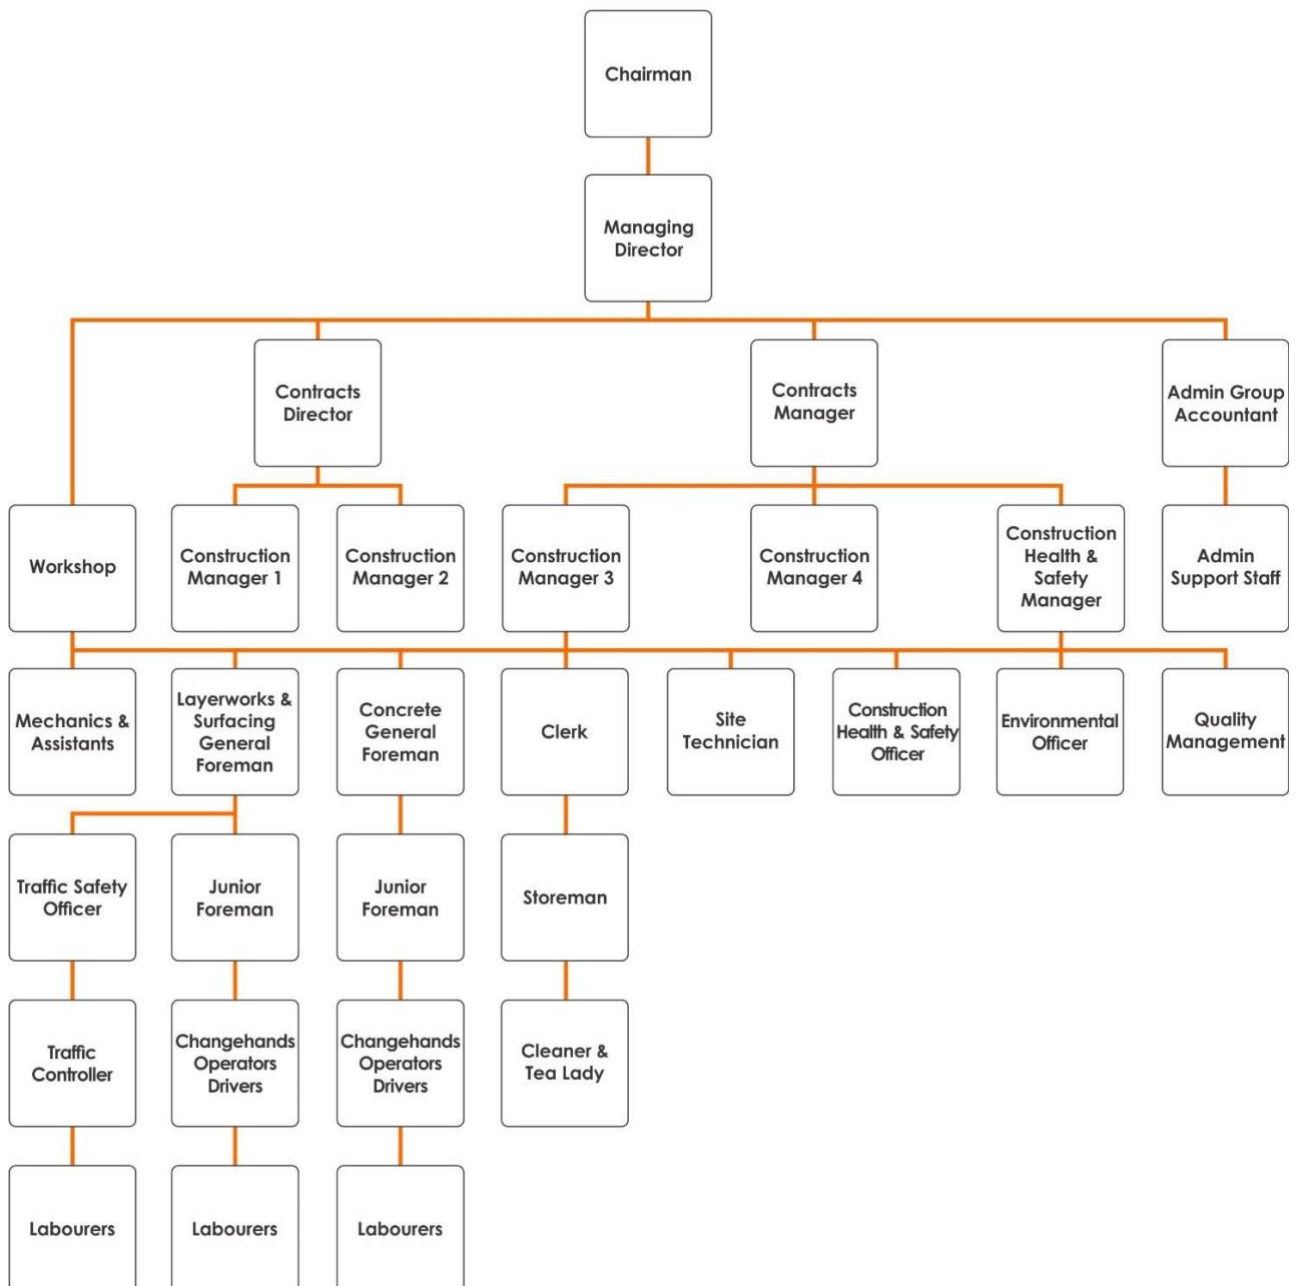 Chairman
Managing
Director
Contracts
Director
Contracts
Manager
Admin Group
Accountant
Workshop
Construction
Manager 1
Construction
Manager 2
Construction
Manager 3
Construction
Manager 4
Construction
Health &
Safety
Manager
Admin
Support Staff
Mechanics &
Assistants
Layerworks &
Surfacing
General
Foreman
Concrete
General
Foreman
Clerk
Site
Technician
Construction
Health & Safety
Officer
Environmental
Officer
Quality
Management
Traffic Safety
Officer
Junior
Foreman
Junior
Foreman
Storeman
Traffic
Controller
Changehands
Operators
Drivers
Changehands
Operators
Drivers
Cleaner &
Tea Lady
Labourers
Labourers
Labourers